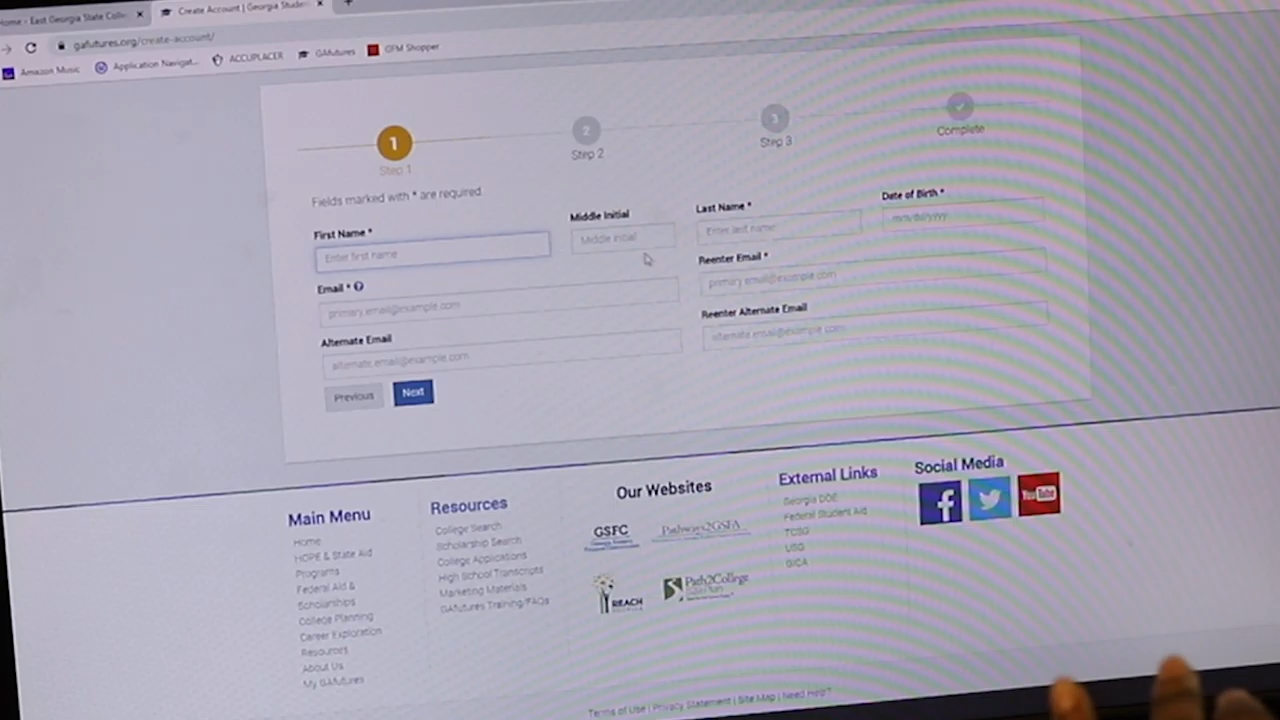 Home - East Georgia State Colle
Create Account | Georgia Studen
gafutures.org/create-account/
Amazon Music
Application Navigat...
ACCUPLACER
GAfutures
GFM Shopper
1
2
3
Step 1
Step 2
Step 3
Complete
Fields marked with * are required.
First Name *
Middle Initial
Last Name *
Date of Birth *
Enter first name
Middle initial
Enter last name
mm/dd/yyyy
Email *
Reenter Email *
primary.email@example.com
primary.email@example.com
Alternate Email
Reenter Alternate Email
alternate.email@example.com
alternate.email@example.com
Previous
Next
Main Menu
Home
HOPE & State Aid
Programs
Federal Aid &
Scholarships
College Planning
Career Exploration
Resources
About Us
My GAfutures
Resources
College Search
Scholarship Search
College Applications
High School Transcripts
Marketing Materials
GAfutures Training/FAQs
Our Websites
GSFC
Pathways2GSFA
REACH
Path2College
External Links
Georgia DOE
Federal Student Aid
TCSG
USG
GICA
Social Media
You Tube
Terms of Use | Privacy Statement | Site Map | Need Help?